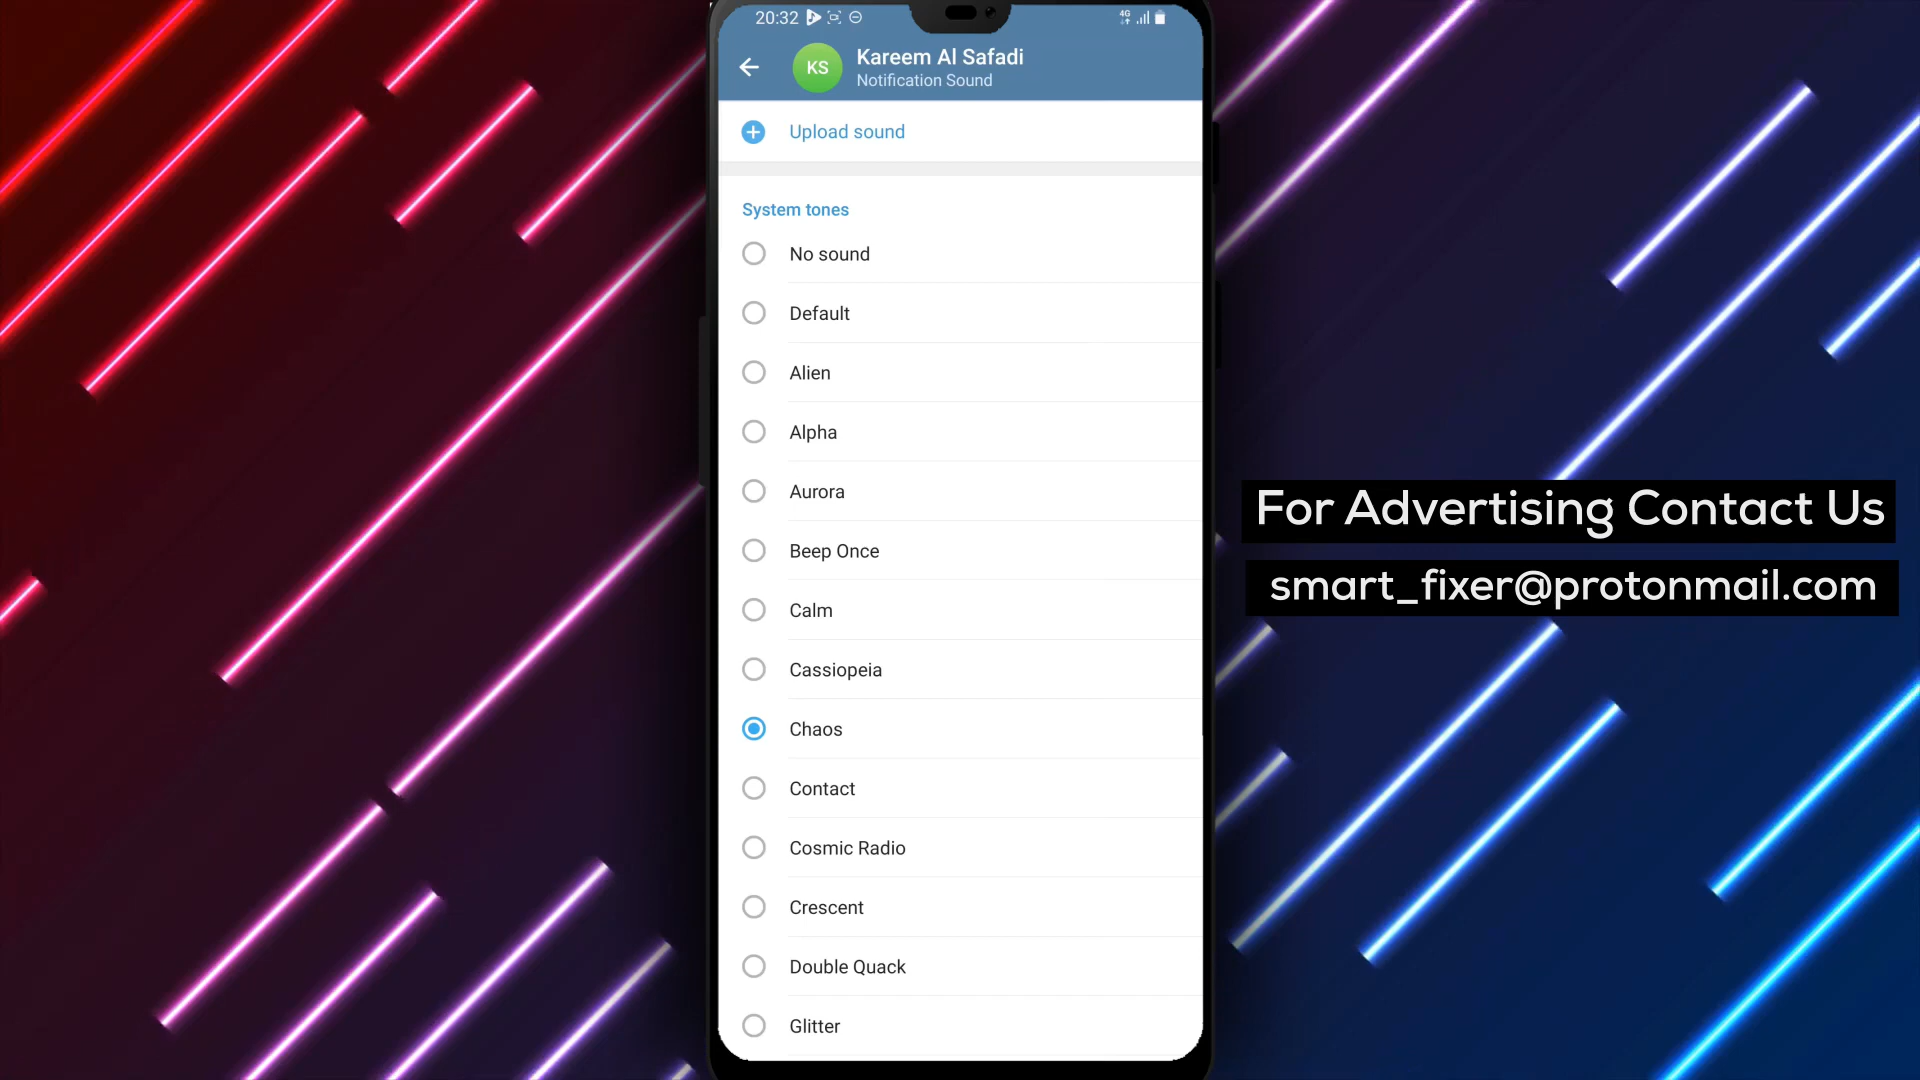 20:32
4G
KS
Kareem Al Safadi
Notification Sound
Upload sound
System tones
No sound
Default
Alien
Alpha
Aurora
Beep Once
Calm
Cassiopeia
Chaos
Contact
Cosmic Radio
Crescent
Double Quack
Glitter
For Advertising Contact Us
smart_fixer@protonmail.com